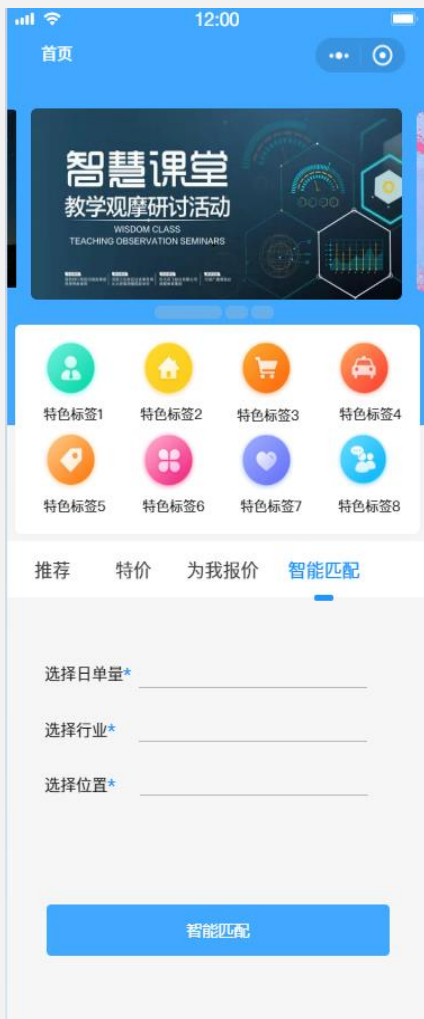 12:00
首页
智慧课堂
教学观摩研讨活动
WISDOM CLASS
TEACHING OBSERVATION SEMINARS
特色标签1 特色标签2 特色标签3 特色标签4
特色标签5 特色标签6 特色标签7 特色标签8
推荐 特价 为我报价 智能匹配
选择日单量*
选择行业*
选择位置*
智能匹配